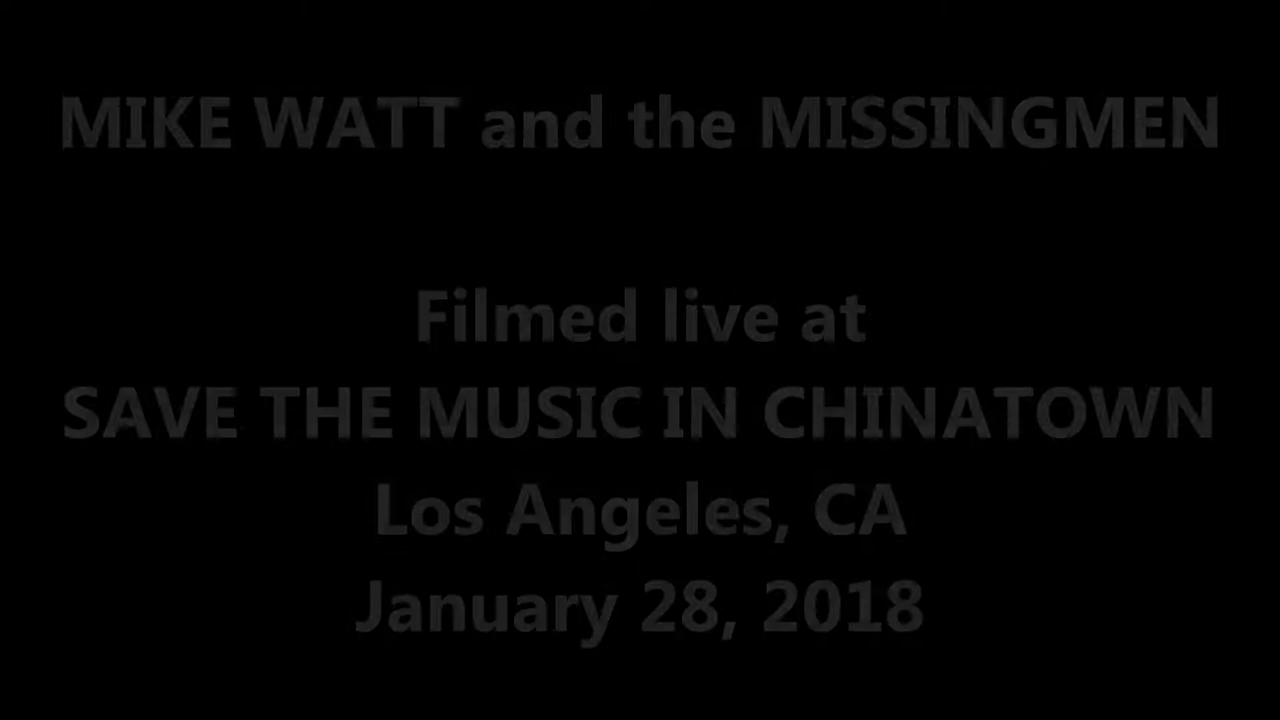 MIKE WATT and the MISSINGMEN
Filmed live at
SAVE THE MUSIC IN CHINATOWN
Los Angeles, CA
January 28, 2018